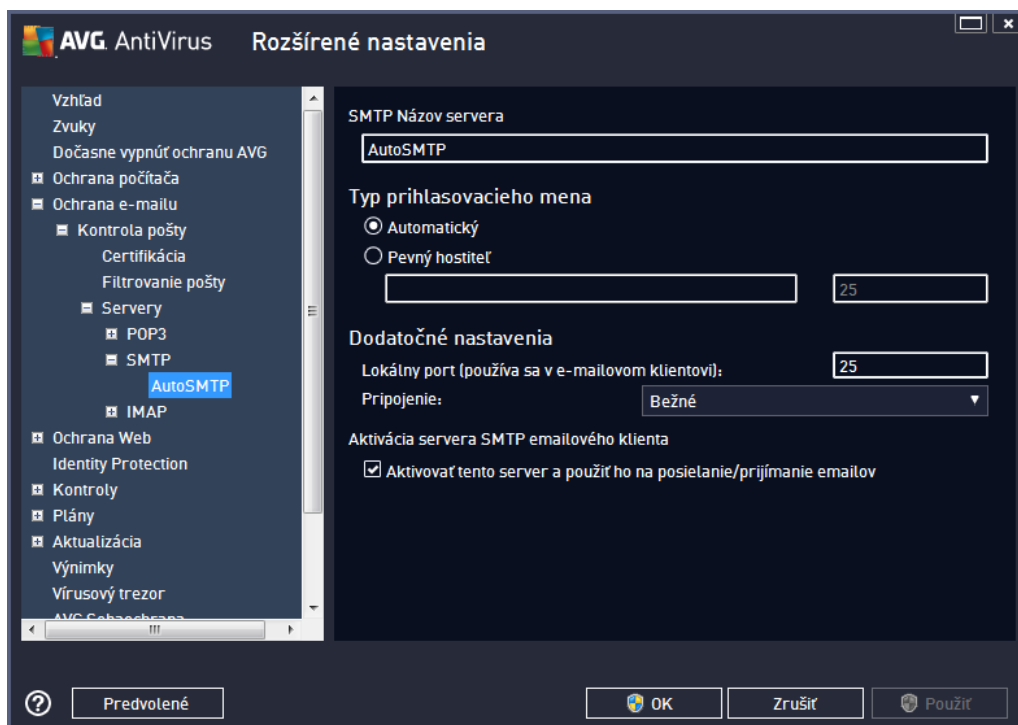 AVG. AntiVirus Rozšírené nastavenia
Vzhľad
Zvuky
Dočasne vypnúť ochranu AVG
Ochrana počítača
Ochrana e-mailu
Kontrola pošty
Certifikácia
Filtrovanie pošty
Servery
POP3
SMTP
AutoSMTP
IMAP
Ochrana Web
Identity Protection
Kontroly
Plány
Aktualizácia
Výnimky
Vírusový trezor
AVG Sebaochrana
SMTP Názov servera
AutoSMTP
Typ prihlasovacieho mena
Automatický
Pevný hostiteľ
25
Dodatočné nastavenia
Lokálny port (používa sa v e-mailovom klientovi): 25
Pripojenie: Bežné
Aktivácia servera SMTP emailového klienta
Aktivovať tento server a použiť ho na posielanie/prijímanie emailov
Predvolené OK Zrušiť Použiť